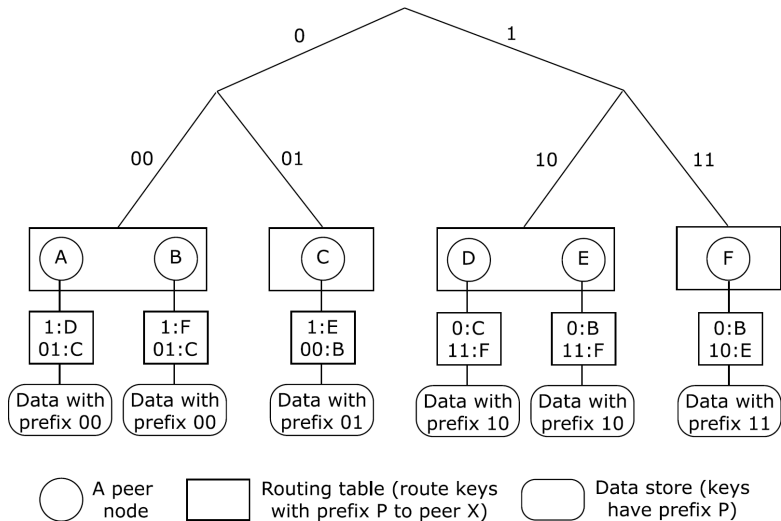 0
1
00
01
10
11
A
B
C
D
E
F
1:D
01:C
1:F
01:C
1:E
00:B
0:C
11:F
0:B
11:F
0:B
10:E
Data with
prefix 00
Data with
prefix 00
Data with
prefix 01
Data with
prefix 10
Data with
prefix 10
Data with
prefix 11
A peer
node
Routing table (route keys
with prefix P to peer X)
Data store (keys
have prefix P)